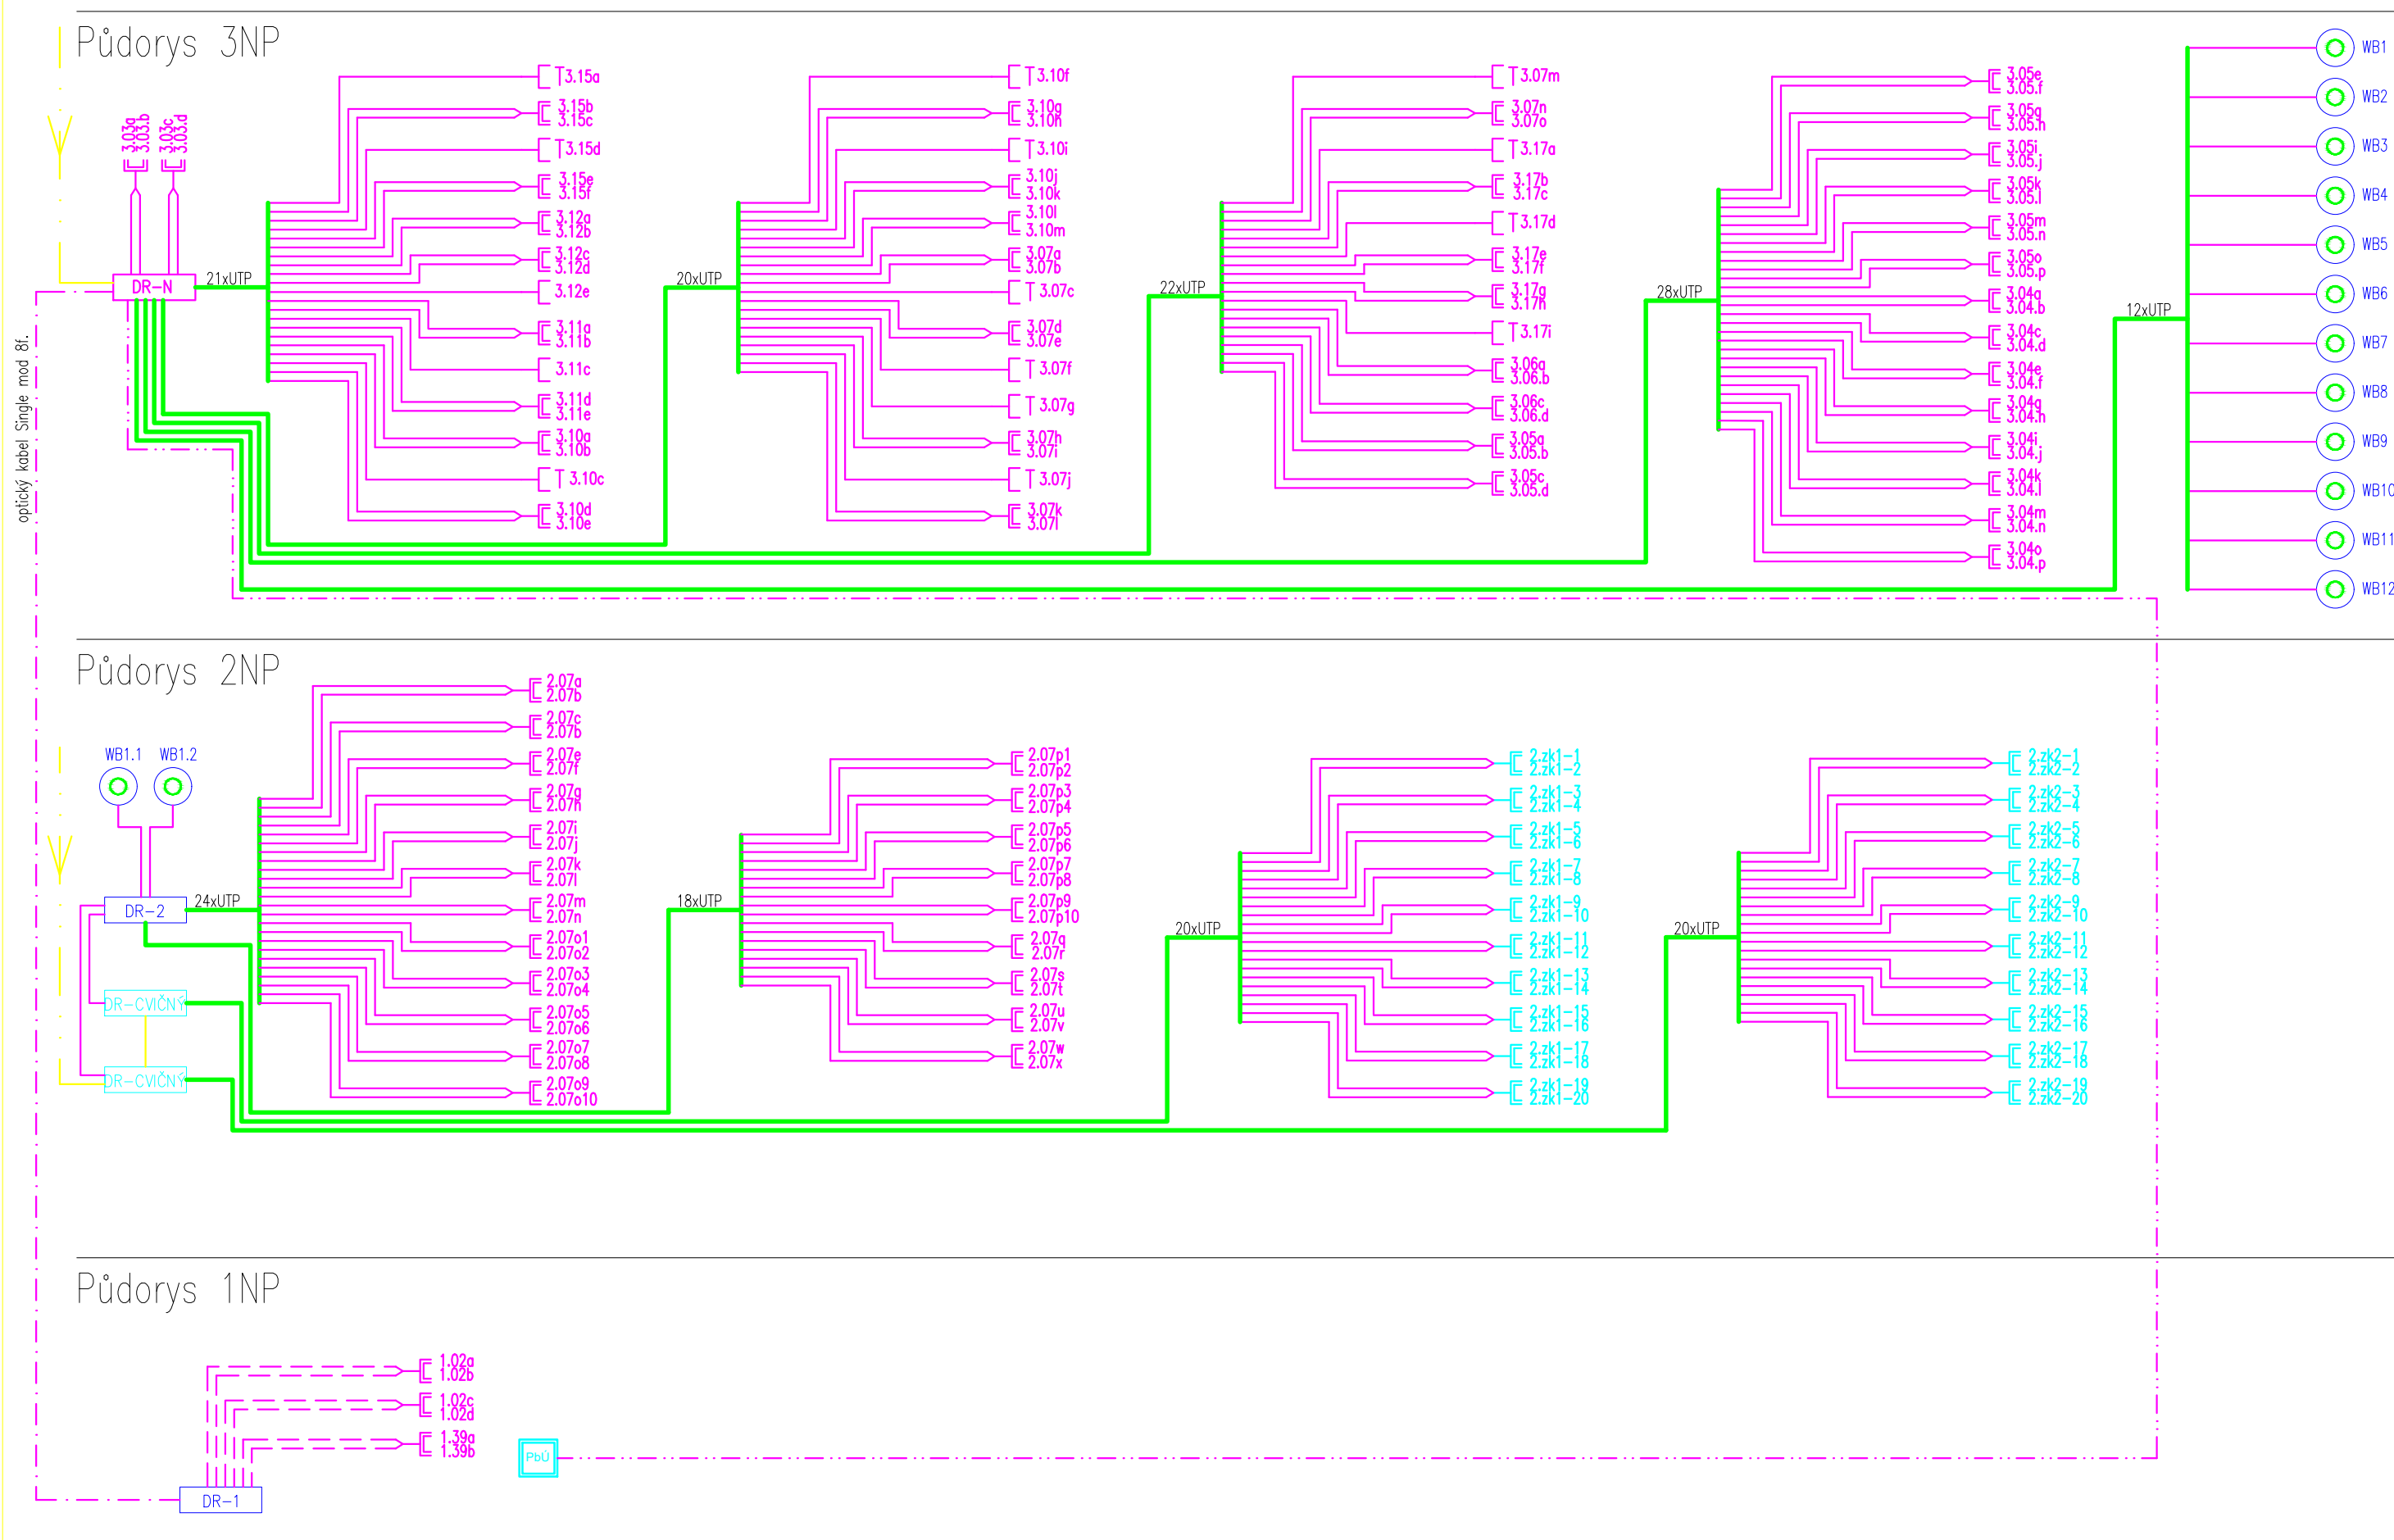 Půdorys 3NP
3.03a
3.03.b
3.03c
3.03.d
DR-N
optický kabel Single mod 8f.
21xUTP
T3.15a
3.15b
3.15c
T3.15d
3.15e
3.15f
3.12a
3.12b
3.12c
3.12d
3.12e
3.11a
3.11b
3.11c
3.11d
3.11e
3.10a
3.10b
T 3.10c
3.10d
3.10e
20xUTP
T 3.10f
3.10g
3.10h
T 3.10i
3.10j
3.10k
3.10l
3.10m
3.07a
3.07b
T 3.07c
3.07d
3.07e
T 3.07f
T 3.07g
3.07h
3.07i
T 3.07j
3.07k
3.07l
22xUTP
T 3.07m
3.07n
3.07o
T 3.17a
3.17b
3.17c
T3.17d
3.17e
3.17f
3.17g
3.17h
T3.17i
3.06a
3.06.b
3.06c
3.06.d
3.05a
3.05.b
3.05c
3.05.d
28xUTP
3.05e
3.05.f
3.05g
3.05.h
3.05i
3.05.j
3.05k
3.05.l
3.05m
3.05.n
3.05o
3.05.p
3.04a
3.04.b
3.04c
3.04.d
3.04e
3.04.f
3.04g
3.04.h
3.04i
3.04.j
3.04k
3.04.l
3.04m
3.04.n
3.04o
3.04.p
12xUTP
WB1
WB2
WB3
WB4
WB5
WB6
WB7
WB8
WB9
WB10
WB11
WB12
Půdorys 2NP
WB1.1 WB1.2
DR-2
DR-CVIČNÝ
DR-CVIČNÝ
24xUTP
2.07a
2.07b
2.07c
2.07b
2.07e
2.07f
2.07g
2.07h
2.07i
2.07j
2.07k
2.07l
2.07m
2.07n
2.07o1
2.07o2
2.07o3
2.07o4
2.07o5
2.07o6
2.07o7
2.07o8
2.07o9
2.07o10
18xUTP
2.07p1
2.07p2
2.07p3
2.07p4
2.07p5
2.07p6
2.07p7
2.07p8
2.07p9
2.07p10
2.07q
2.07r
2.07s
2.07t
2.07u
2.07v
2.07w
2.07x
20xUTP
2.zk1-1
2.zk1-2
2.zk1-3
2.zk1-4
2.zk1-5
2.zk1-6
2.zk1-7
2.zk1-8
2.zk1-9
2.zk1-10
2.zk1-11
2.zk1-12
2.zk1-13
2.zk1-14
2.zk1-15
2.zk1-16
2.zk1-17
2.zk1-18
2.zk1-19
2.zk1-20
20xUTP
2.zk2-1
2.zk2-2
2.zk2-3
2.zk2-4
2.zk2-5
2.zk2-6
2.zk2-7
2.zk2-8
2.zk2-9
2.zk2-10
2.zk2-11
2.zk2-12
2.zk2-13
2.zk2-14
2.zk2-15
2.zk2-16
2.zk2-17
2.zk2-18
2.zk2-19
2.zk2-20
Půdorys 1NP
1.02a
1.02b
1.02c
1.02d
1.39a
1.39b
DR-1
PbÚ